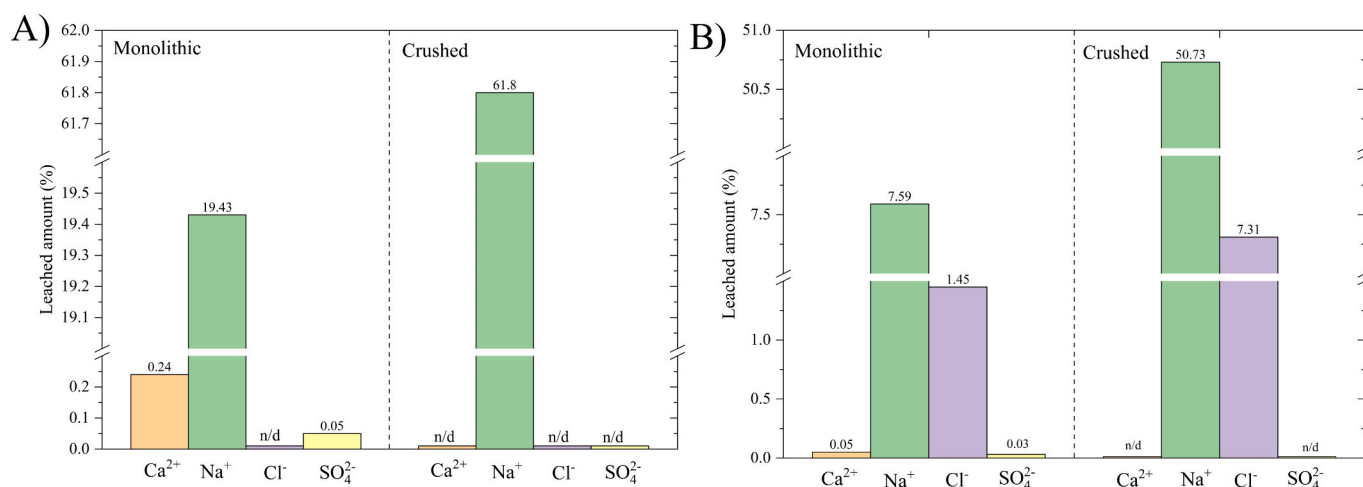 A)
Leached amount (%)
62.0
61.9
61.8
61.7
19.5
19.4
19.3
19.2
19.1
0.2
0.1
0.0
Monolithic
Crushed
0.24
19.43
n/d
0.05
n/d
61.8
n/d
n/d
Ca²⁺ Na⁺ Cl⁻ SO₄²⁻ Ca²⁺ Na⁺ Cl⁻ SO₄²⁻
B)
Leached amount (%)
51.0
50.5
7.5
1.0
0.5
0.0
Monolithic
Crushed
0.05
7.59
1.45
0.03
n/d
50.73
7.31
n/d
Ca²⁺ Na⁺ Cl⁻ SO₄²⁻ Ca²⁺ Na⁺ Cl⁻ SO₄²⁻